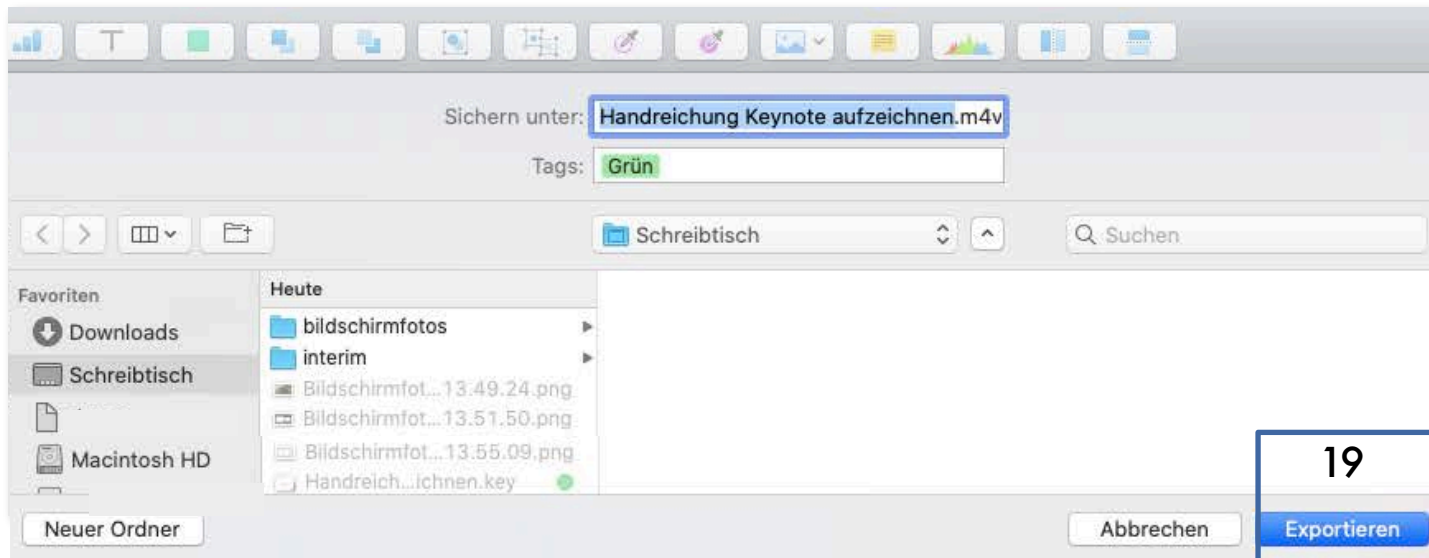 Sichern unter: Handreichung Keynote aufzeichnen.m4v
Tags: Grün
Schreibtisch
Suchen
Favoriten
Downloads
Schreibtisch
Macintosh HD
Heute
bildschirmfotos
interim
Bildschirmfot...13.49.24.png
Bildschirmfot...13.51.50.png
Bildschirmfot...13.55.09.png
Handreich...ichnen.key
19
Neuer Ordner
Abbrechen
Exportieren